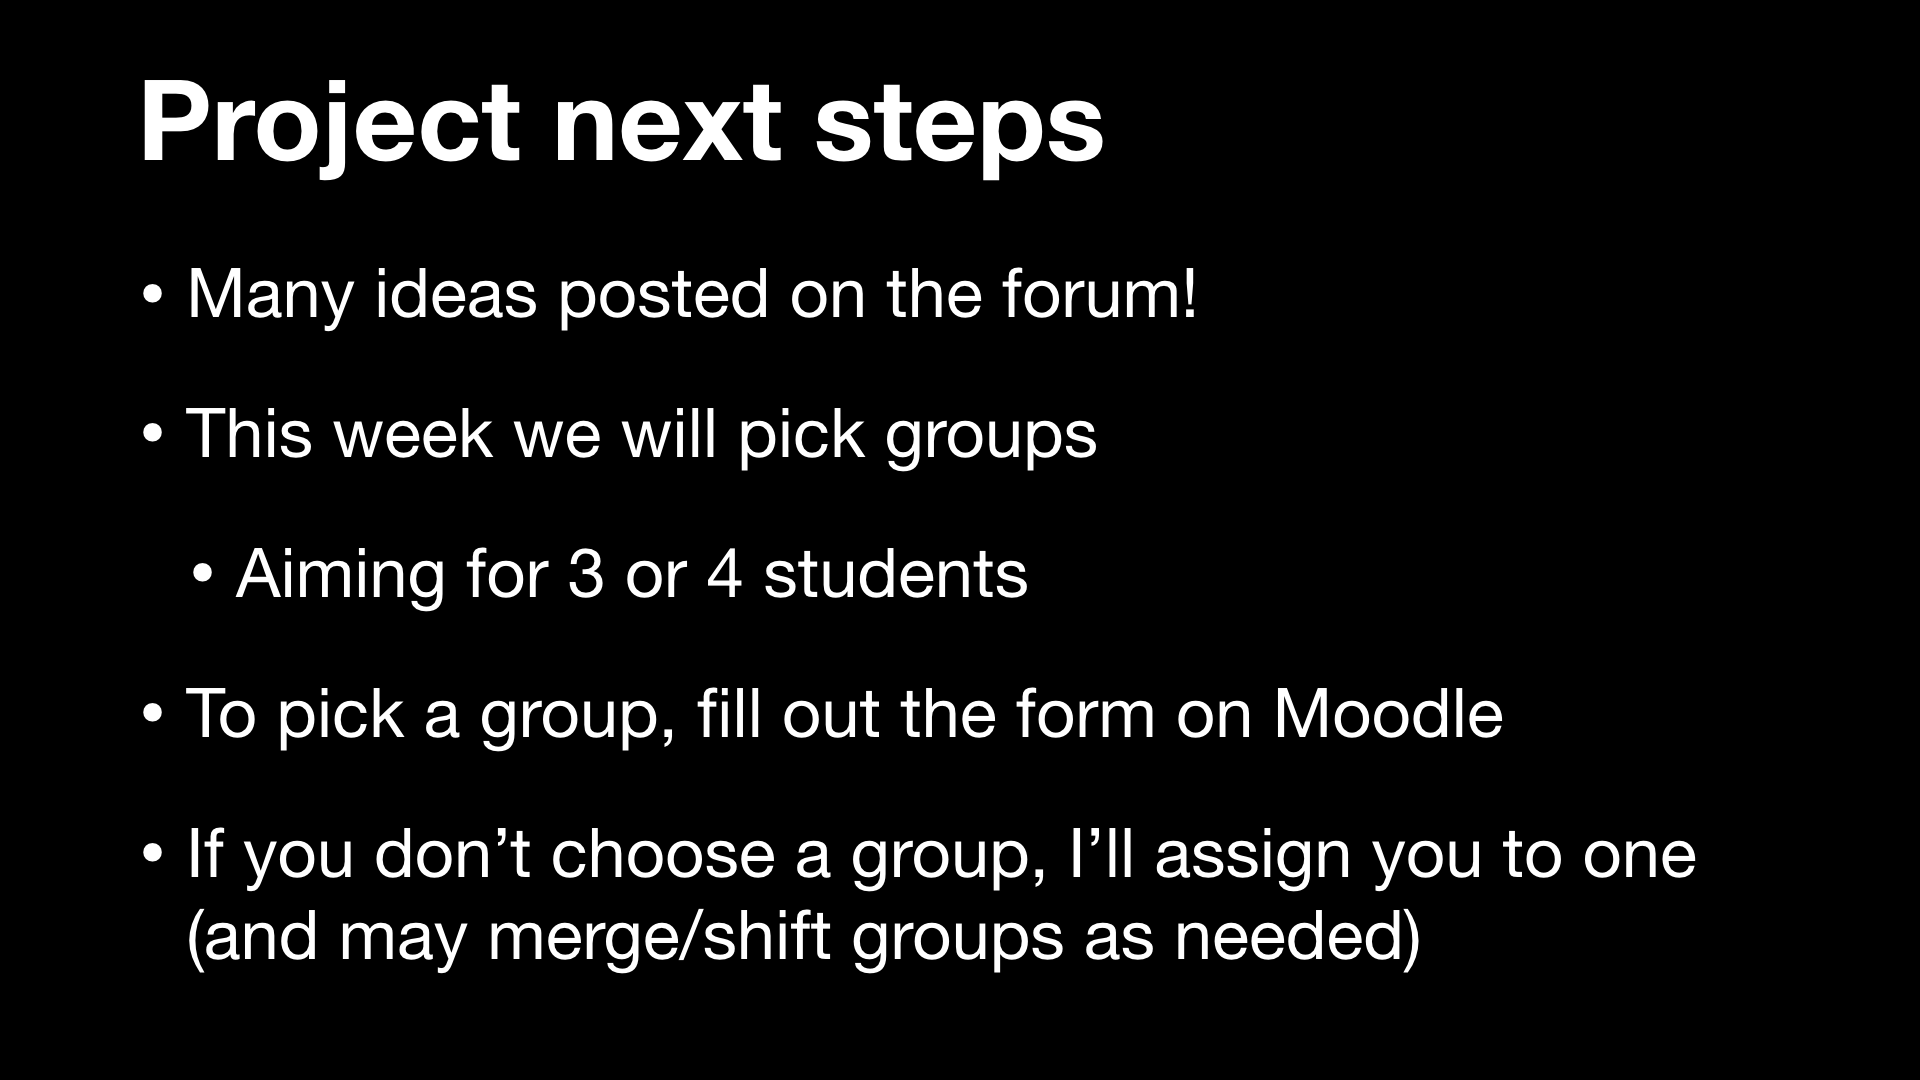 Project next steps
• Many ideas posted on the forum!
• This week we will pick groups
• Aiming for 3 or 4 students
• To pick a group, fill out the form on Moodle
• If you don’t choose a group, I’ll assign you to one
(and may merge/shift groups as needed)